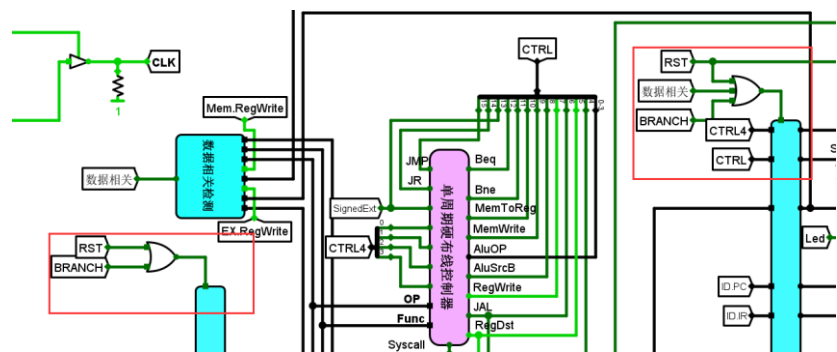 CTRL
RST
CLK
数据相关
Mem.RegWrite
BRANCH
JMP
Beq
CTRL4
数据相关检测
JR
Bne
CTRL
数据相关
SignedExt
单周期硬布线控制器
MemToReg
EX.RegWrite
MemWrite
RST
CTRL4
AluOP
Led
BRANCH
AluSrcB
RegWrite
ID.PC
OP
JAL
Func
RegDst
ID.IR
Syscall
1